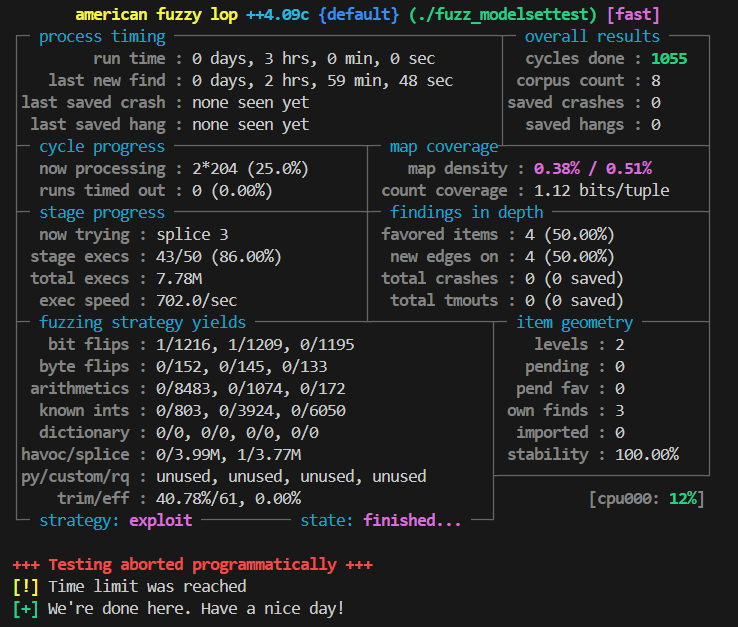 american fuzzy lop ++4.09c {default} (./fuzz_modelsettest) [fast]
process timing overall results
run time : 0 days, 3 hrs, 0 min, 0 sec cycles done : 1055
last new find : 0 days, 2 hrs, 59 min, 48 sec corpus count : 8
last saved crash : none seen yet saved crashes : 0
last saved hang : none seen yet saved hangs : 0
cycle progress map coverage
now processing : 2*204 (25.0%) map density : 0.38% / 0.51%
runs timed out : 0 (0.00%) count coverage : 1.12 bits/tuple
stage progress findings in depth
now trying : splice 3 favored items : 4 (50.00%)
stage execs : 43/50 (86.00%) new edges on : 4 (50.00%)
total execs : 7.78M total crashes : 0 (0 saved)
exec speed : 702.0/sec total tmouts : 0 (0 saved)
fuzzing strategy yields item geometry
bit flips : 1/1216, 1/1209, 0/1195 levels : 2
byte flips : 0/152, 0/145, 0/133 pending : 0
arithmetics : 0/8483, 0/1074, 0/172 pend fav : 0
known ints : 0/803, 0/3924, 0/6050 own finds : 3
dictionary : 0/0, 0/0, 0/0, 0/0 imported : 0
havoc/splice : 0/3.99M, 1/3.77M stability : 100.00%
py/custom/rq : unused, unused, unused, unused
trim/eff : 40.78%/61, 0.00% [cpu000: 12%]
strategy: exploit state: finished...
+++ Testing aborted programmatically +++
[!] Time limit was reached
[+] We're done here. Have a nice day!